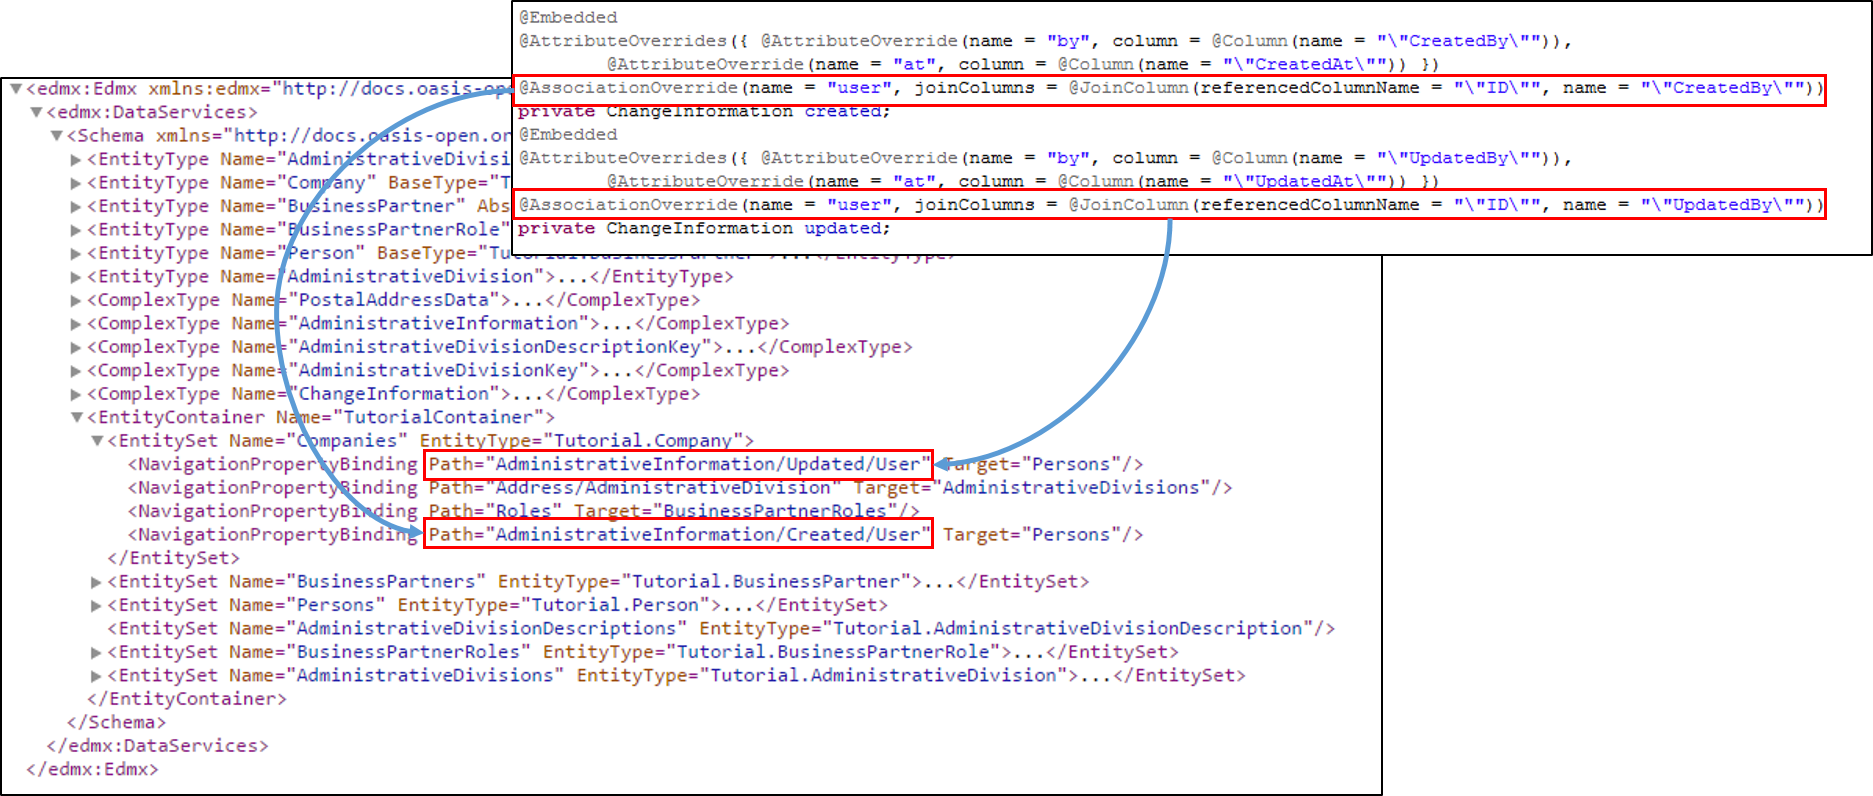 @Embedded
@AttributeOverrides({ @AttributeOverride(name = "by", column = @Column(name = "\"CreatedBy\"")),
@AttributeOverride(name = "at", column = @Column(name = "\"CreatedAt\"")) })
@AssociationOverride(name = "user", joinColumns = @JoinColumn(referencedColumnName = "\"ID\"", name = "\"CreatedBy\""))
private ChangeInformation created;
@Embedded
@AttributeOverrides({ @AttributeOverride(name = "by", column = @Column(name = "\"UpdatedBy\"")),
@AttributeOverride(name = "at", column = @Column(name = "\"UpdatedAt\"")) })
@AssociationOverride(name = "user", joinColumns = @JoinColumn(referencedColumnName = "\"ID\"", name = "\"UpdatedBy\""))
private ChangeInformation updated;
<edmx:Edmx xmlns:edmx="http://docs.oasis-op
<edmx:DataServices>
<Schema xmlns="http://docs.oasis-open.or
<EntityType Name="AdministrativeDivisi
<EntityType Name="Company" BaseType="T
<EntityType Name="BusinessPartner" Abs
<EntityType Name="BusinessPartnerRole"
<EntityType Name="Person" BaseType="Tutorial.BusinessPartner">...</EntityType>
<EntityType Name="AdministrativeDivision">...</EntityType>
<ComplexType Name="PostalAddressData">...</ComplexType>
<ComplexType Name="AdministrativeInformation">...</ComplexType>
<ComplexType Name="AdministrativeDivisionDescriptionKey">...</ComplexType>
<ComplexType Name="AdministrativeDivisionKey">...</ComplexType>
<ComplexType Name="ChangeInformation">...</ComplexType>
<EntityContainer Name="TutorialContainer">
<EntitySet Name="Companies" EntityType="Tutorial.Company">
<NavigationPropertyBinding Path="AdministrativeInformation/Updated/User" Target="Persons"/>
<NavigationPropertyBinding Path="Address/AdministrativeDivision" Target="AdministrativeDivisions"/>
<NavigationPropertyBinding Path="Roles" Target="BusinessPartnerRoles"/>
<NavigationPropertyBinding Path="AdministrativeInformation/Created/User" Target="Persons"/>
</EntitySet>
<EntitySet Name="BusinessPartners" EntityType="Tutorial.BusinessPartner">...</EntitySet>
<EntitySet Name="Persons" EntityType="Tutorial.Person">...</EntitySet>
<EntitySet Name="AdministrativeDivisionDescriptions" EntityType="Tutorial.AdministrativeDivisionDescription"/>
<EntitySet Name="BusinessPartnerRoles" EntityType="Tutorial.BusinessPartnerRole">...</EntitySet>
<EntitySet Name="AdministrativeDivisions" EntityType="Tutorial.AdministrativeDivision">...</EntitySet>
</EntityContainer>
</Schema>
</edmx:DataServices>
</edmx:Edmx>